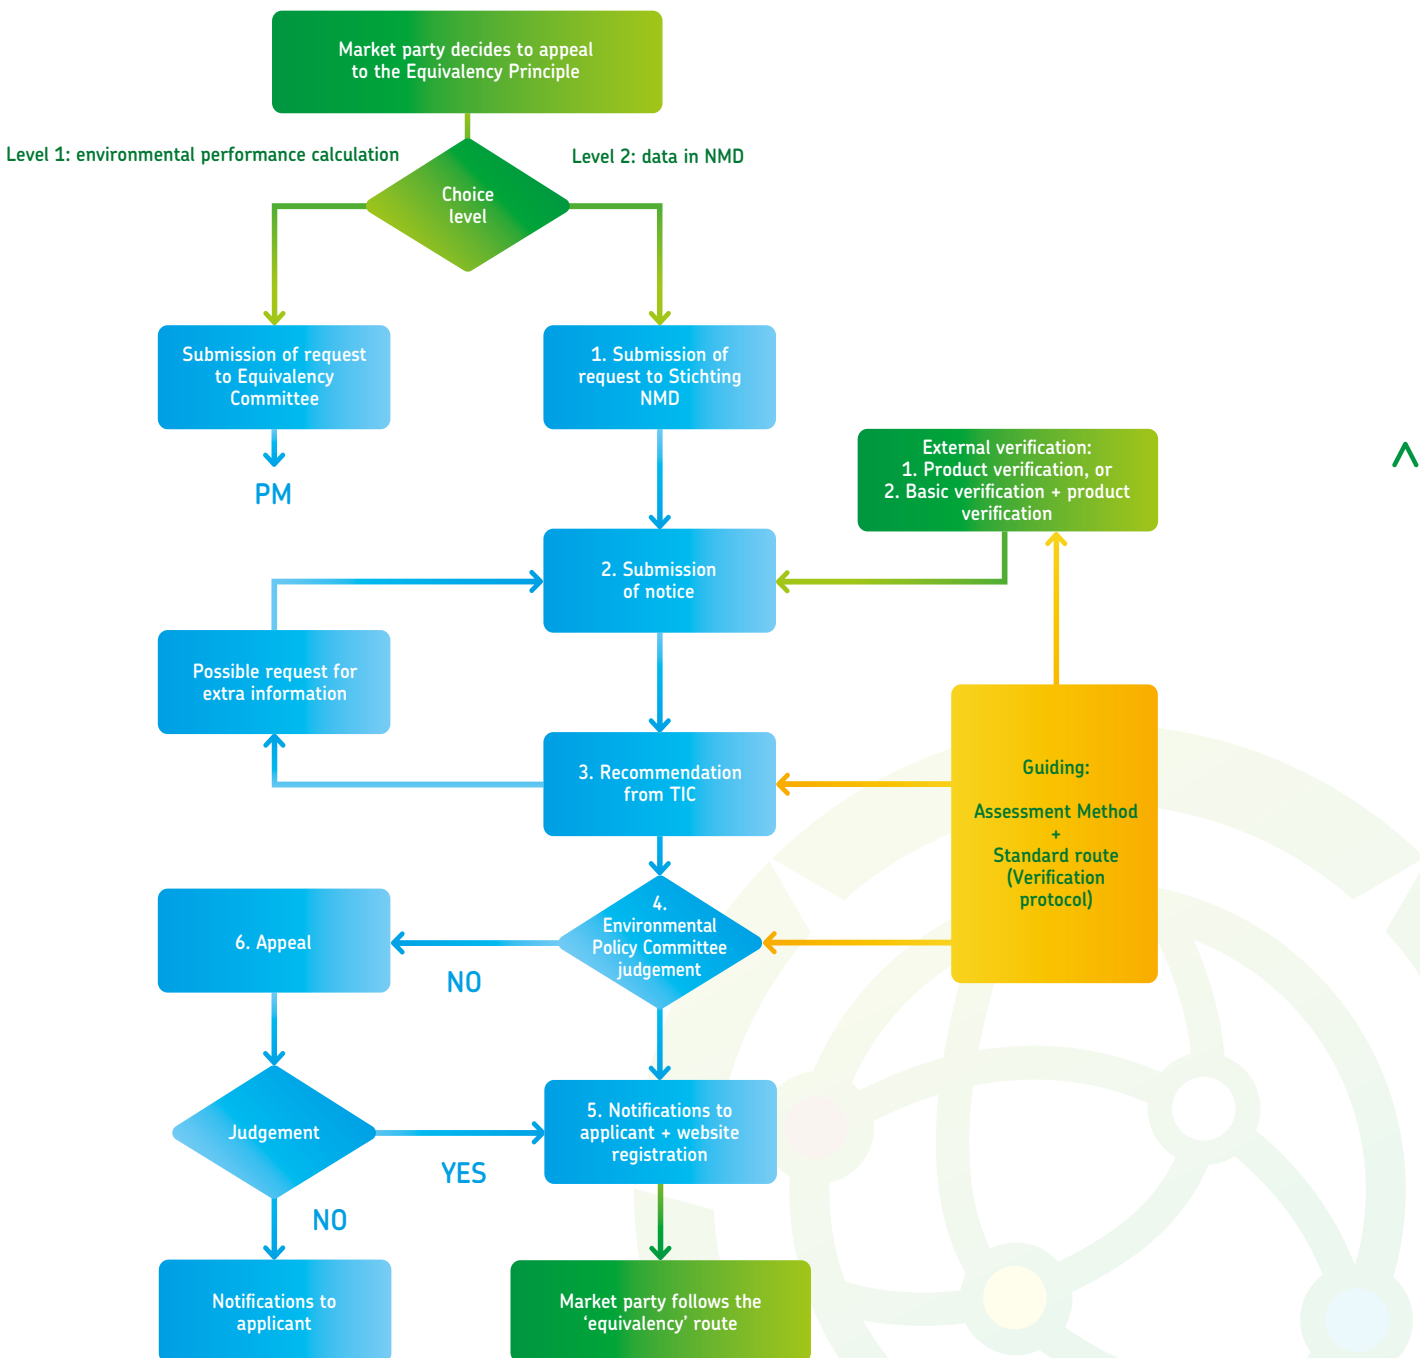 Market party decides to appeal
to the Equivalency Principle
Level 1: environmental performance calculation
Level 2: data in NMD
Choice
level
Submission of request
to Equivalency
Committee
1. Submission of
request to Stichting
NMD
PM
External verification:
1. Product verification, or
2. Basic verification + product
verification
2. Submission
of notice
Possible request for
extra information
3. Recommendation
from TIC
Guiding:
Assessment Method
+
Standard route
(Verification
protocol)
4.
Environmental
Policy Committee
judgement
6. Appeal
NO
Judgement
5. Notifications to
applicant + website
registration
YES
NO
Notifications to
applicant
Market party follows the
‘equivalency’ route